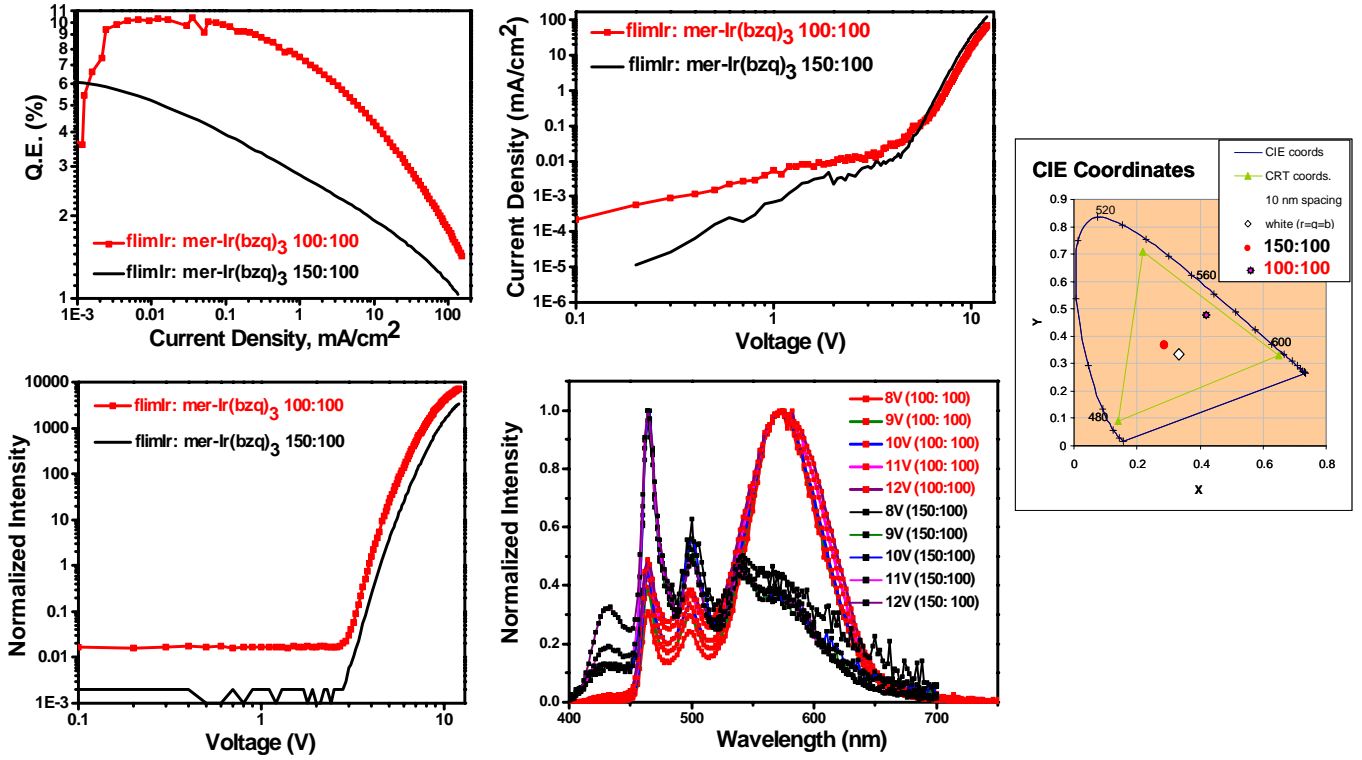 11
10
9
8
7
6
5
4
3
2
1
Q.E. (%)
flimIr: mer-Ir(bzq)3 100:100
flimIr: mer-Ir(bzq)3 150:100
1E-3 0.01 0.1 1 10 100
Current Density, mA/cm2
100
10
1
0.1
0.01
1E-3
1E-4
1E-5
1E-6
Current Density (mA/cm2)
flimIr: mer-Ir(bzq)3 100:100
flimIr: mer-Ir(bzq)3 150:100
0.1 1 10
Voltage (V)
CIE Coordinates
CIE coords
CRT coords.
10 nm spacing
white (r=g=b)
150:100
100:100
0.9
0.8
0.7
0.6
0.5
0.4
0.3
0.2
0.1
0
Y
520
560
600
480
0 0.2 0.4 0.6 0.8
X
10000
1000
100
10
1
0.1
0.01
1E-3
Normalized Intensity
flimIr: mer-Ir(bzq)3 100:100
flimIr: mer-Ir(bzq)3 150:100
0.1 1 10
Voltage (V)
1.0
0.8
0.6
0.4
0.2
0.0
Normalized Intensity
8V (100: 100)
9V (100: 100)
10V (100: 100)
11V (100: 100)
12V (100:100)
8V (150:100)
9V (150:100)
10V (150:100)
11V (150:100)
12V (150: 100)
400 500 600 700
Wavelength (nm)